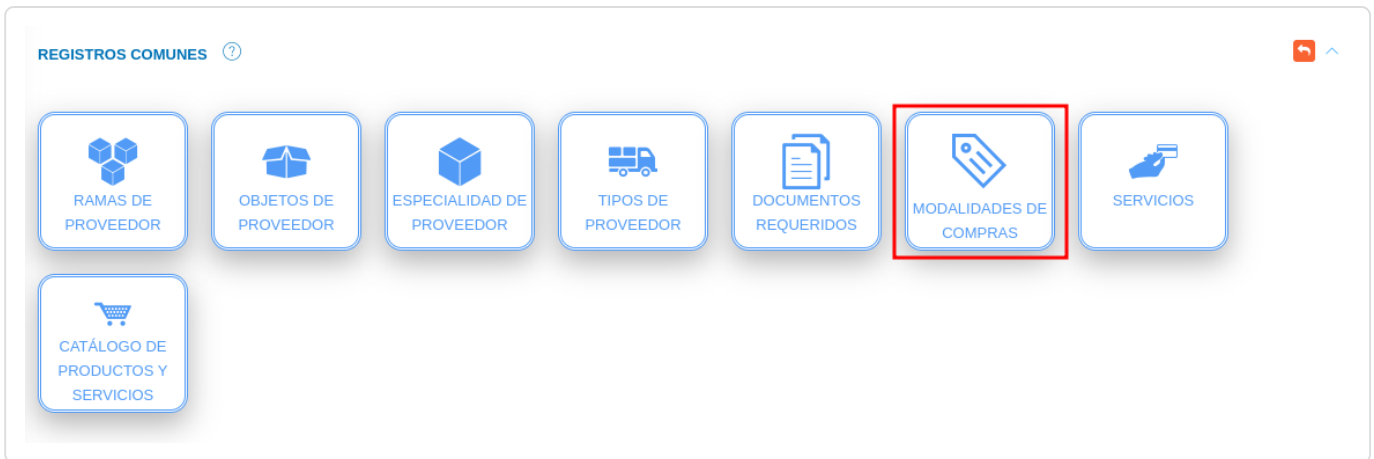 REGISTROS COMUNES
RAMAS DE
PROVEEDOR
OBJETOS DE
PROVEEDOR
ESPECIALIDAD DE
PROVEEDOR
TIPOS DE
PROVEEDOR
DOCUMENTOS
REQUERIDOS
MODALIDADES DE
COMPRAS
SERVICIOS
CATÁLOGO DE
PRODUCTOS Y
SERVICIOS